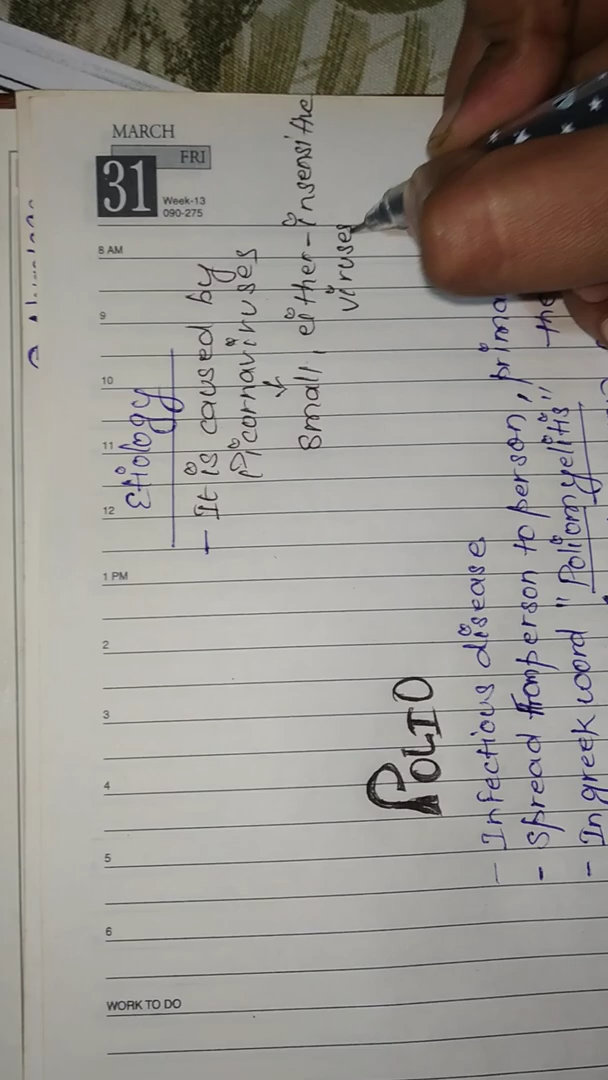 MARCH
FRI
31
Week-13
090-275
8 AM
9
10
11
12
1 PM
2
3
4
5
6
WORK TO DO
POLIO
- Infectious disease
- Spread from person to person, prima
- In greek word "Poliomyelitis" the
Etiology
- It is caused by
Picornaviruses
↓
Small, either-insensithe
viruses